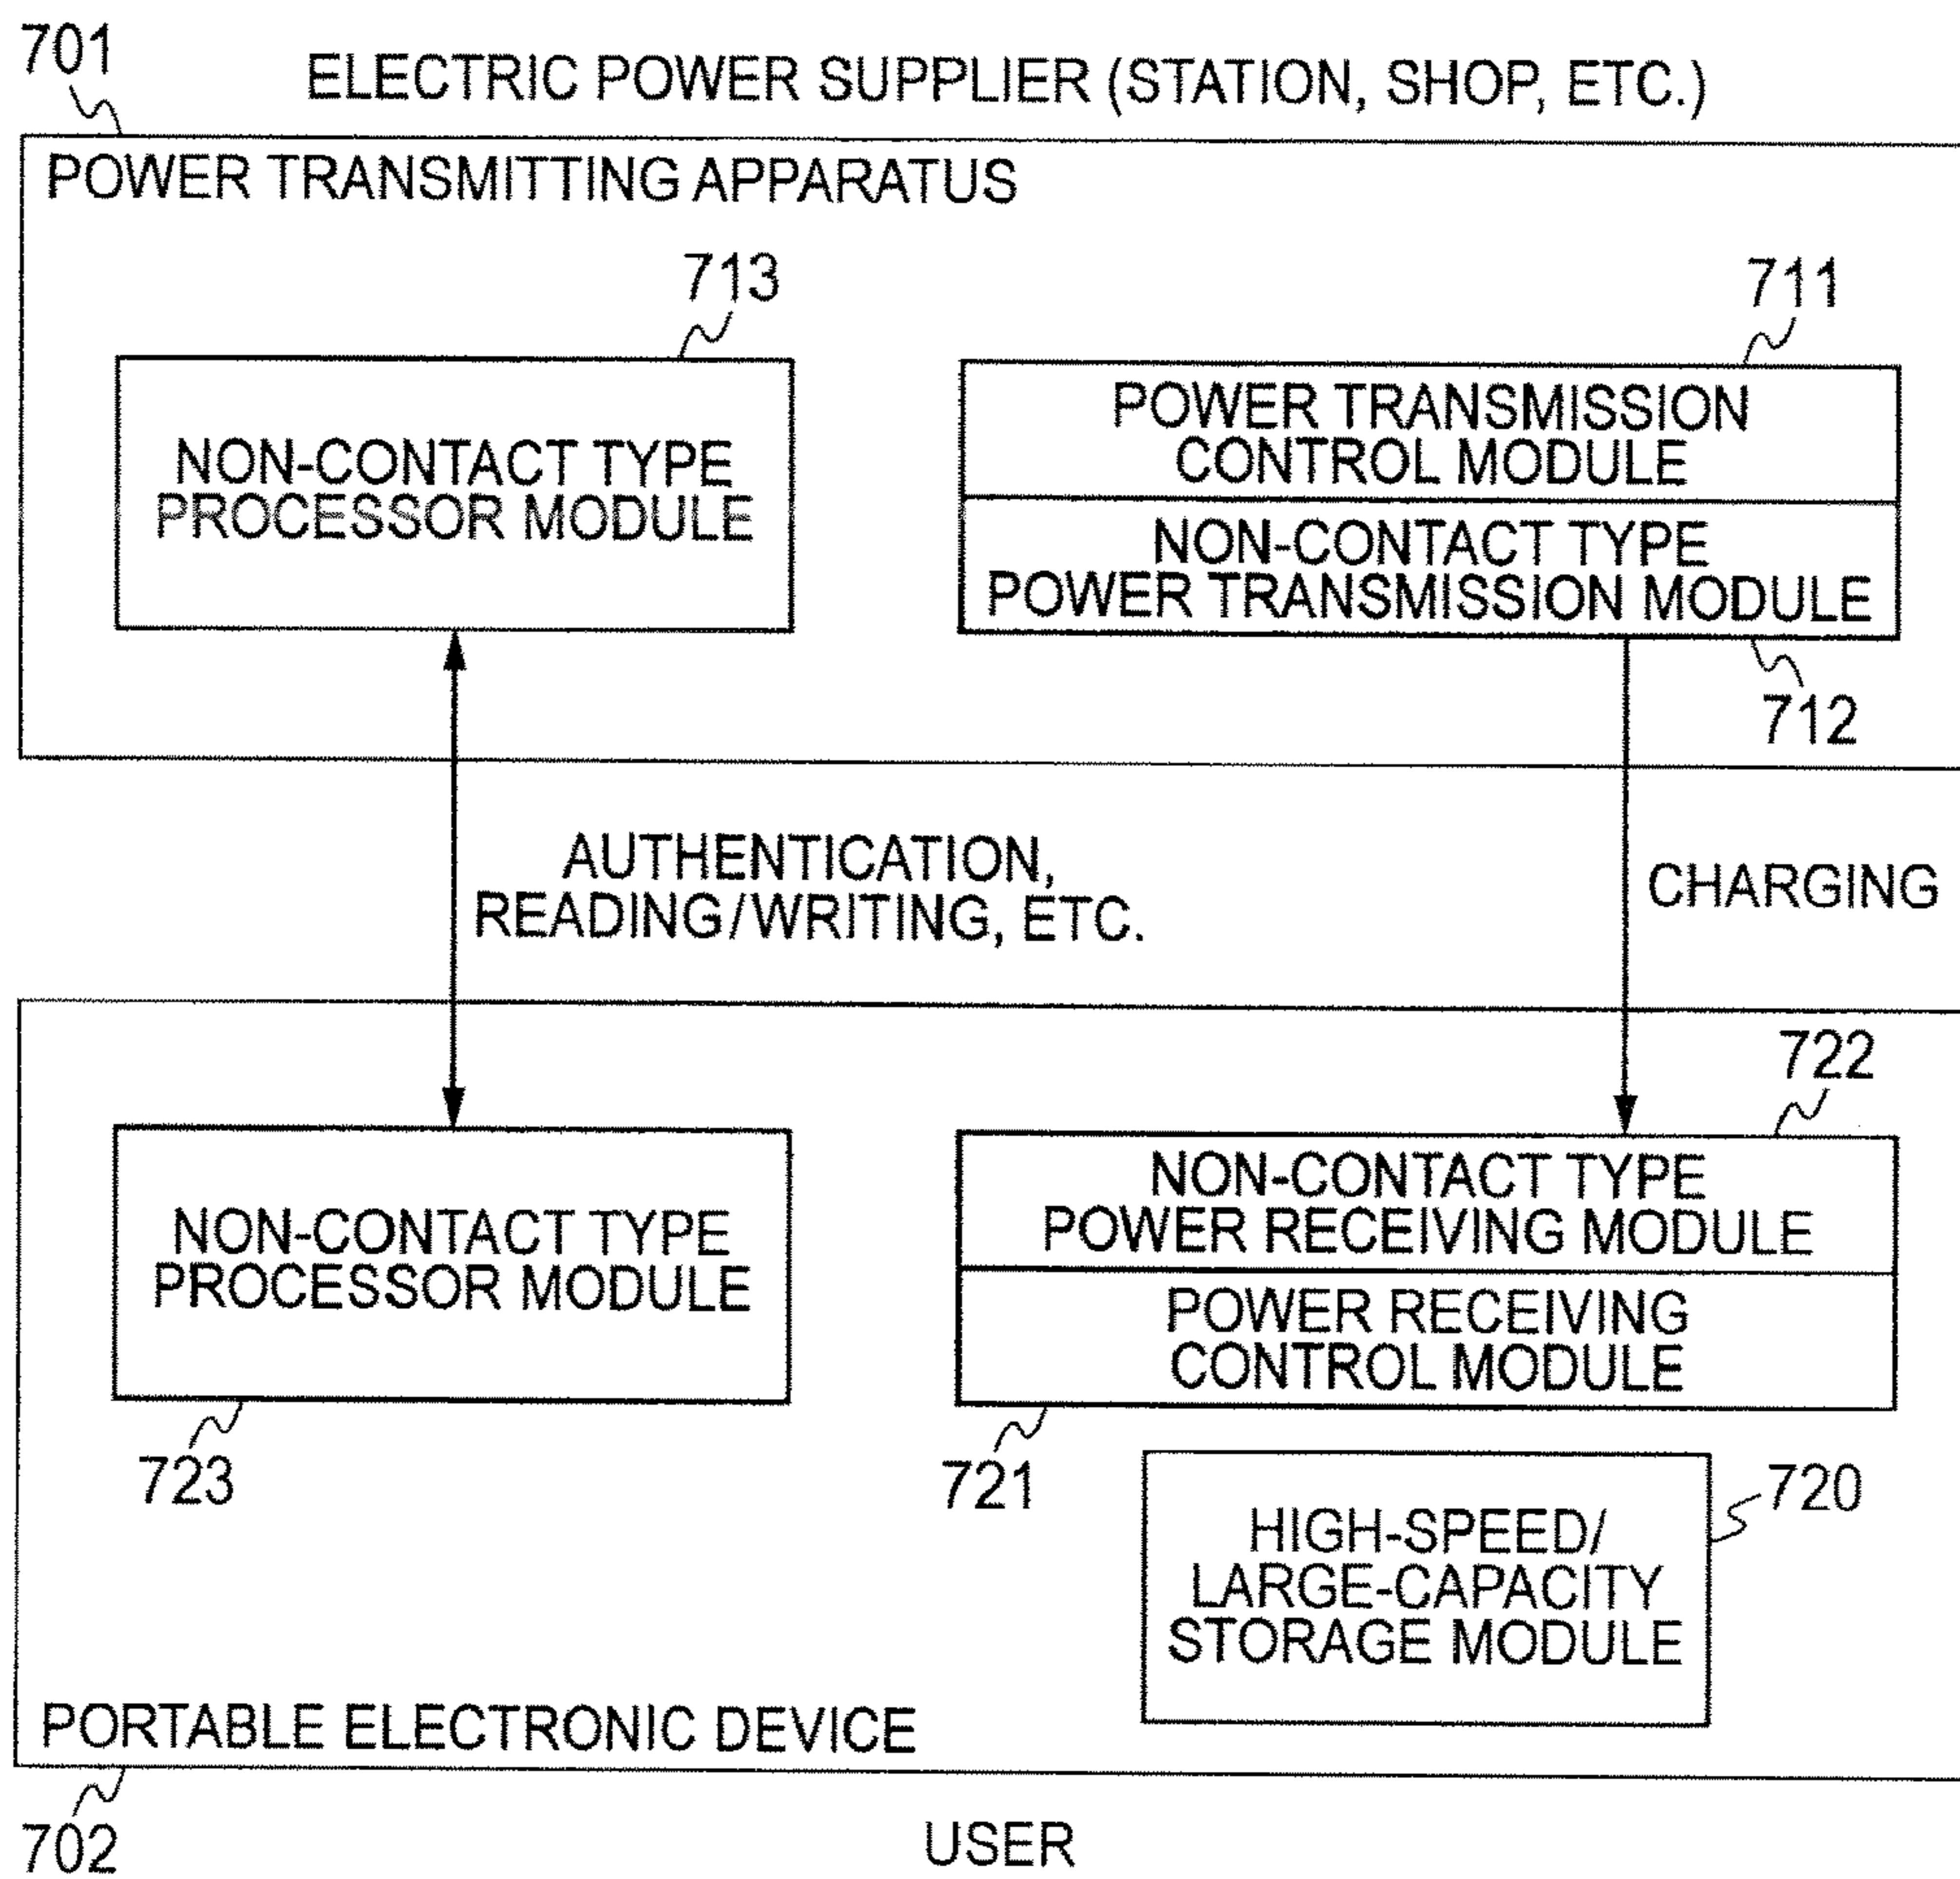 701
ELECTRIC POWER SUPPLIER (STATION, SHOP, ETC.)
POWER TRANSMITTING APPARATUS
713
711
NON-CONTACT TYPE
PROCESSOR MODULE
POWER TRANSMISSION
CONTROL MODULE
NON-CONTACT TYPE
POWER TRANSMISSION MODULE
712
AUTHENTICATION,
READING/WRITING, ETC.
CHARGING
722
NON-CONTACT TYPE
PROCESSOR MODULE
NON-CONTACT TYPE
POWER RECEIVING MODULE
POWER RECEIVING
CONTROL MODULE
723
721
720
HIGH-SPEED/
LARGE-CAPACITY
STORAGE MODULE
PORTABLE ELECTRONIC DEVICE
702
USER